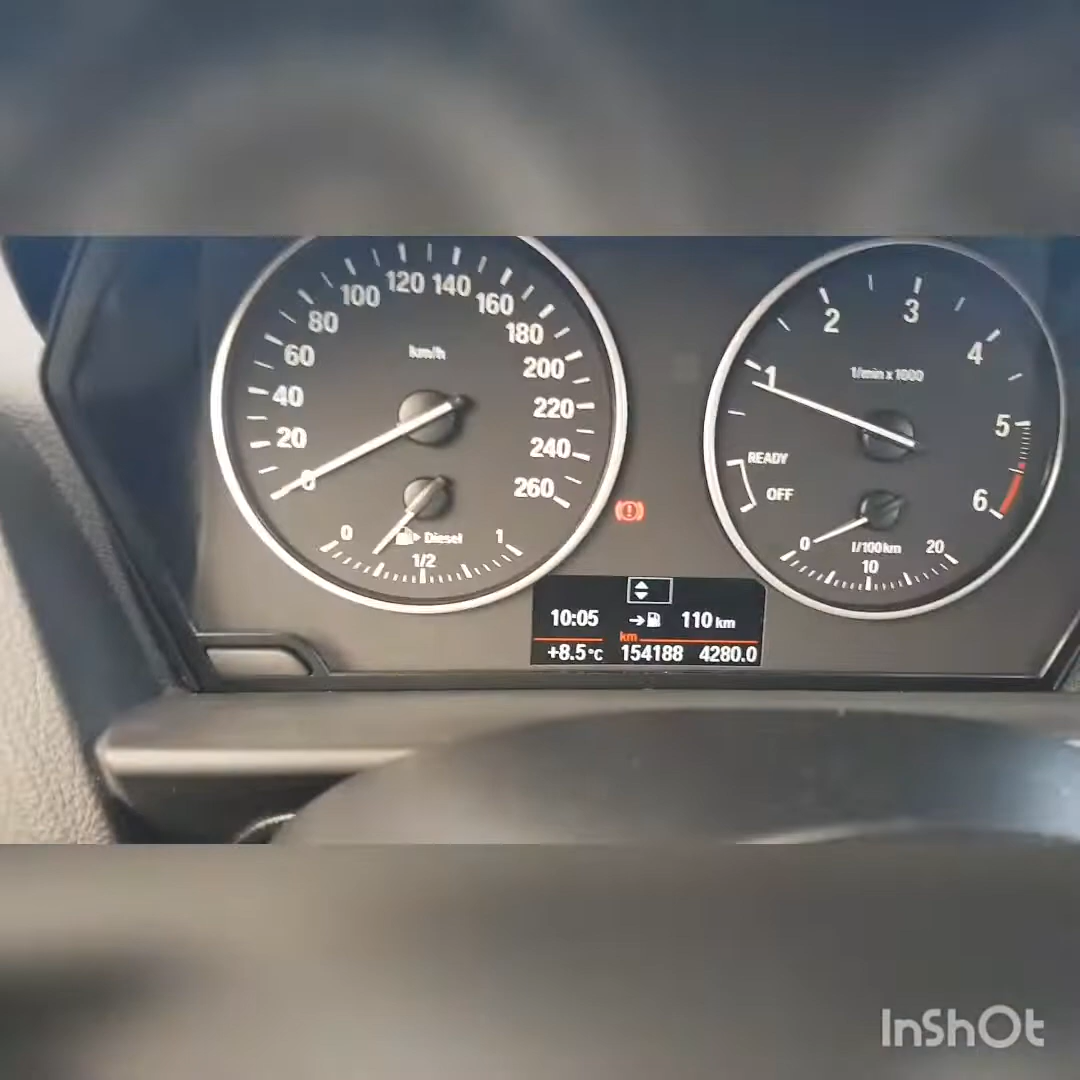 0 20 40 60 80 100 120 140 160 180 200 220 240 260
km/h
0 1/2 1
Diesel
OFF READY 1 2 3 4 5 6
1/min x 1000
0 10 20
l/100km
10:05 110 km
km
+8.5°C 154188 4280.0
InShOt